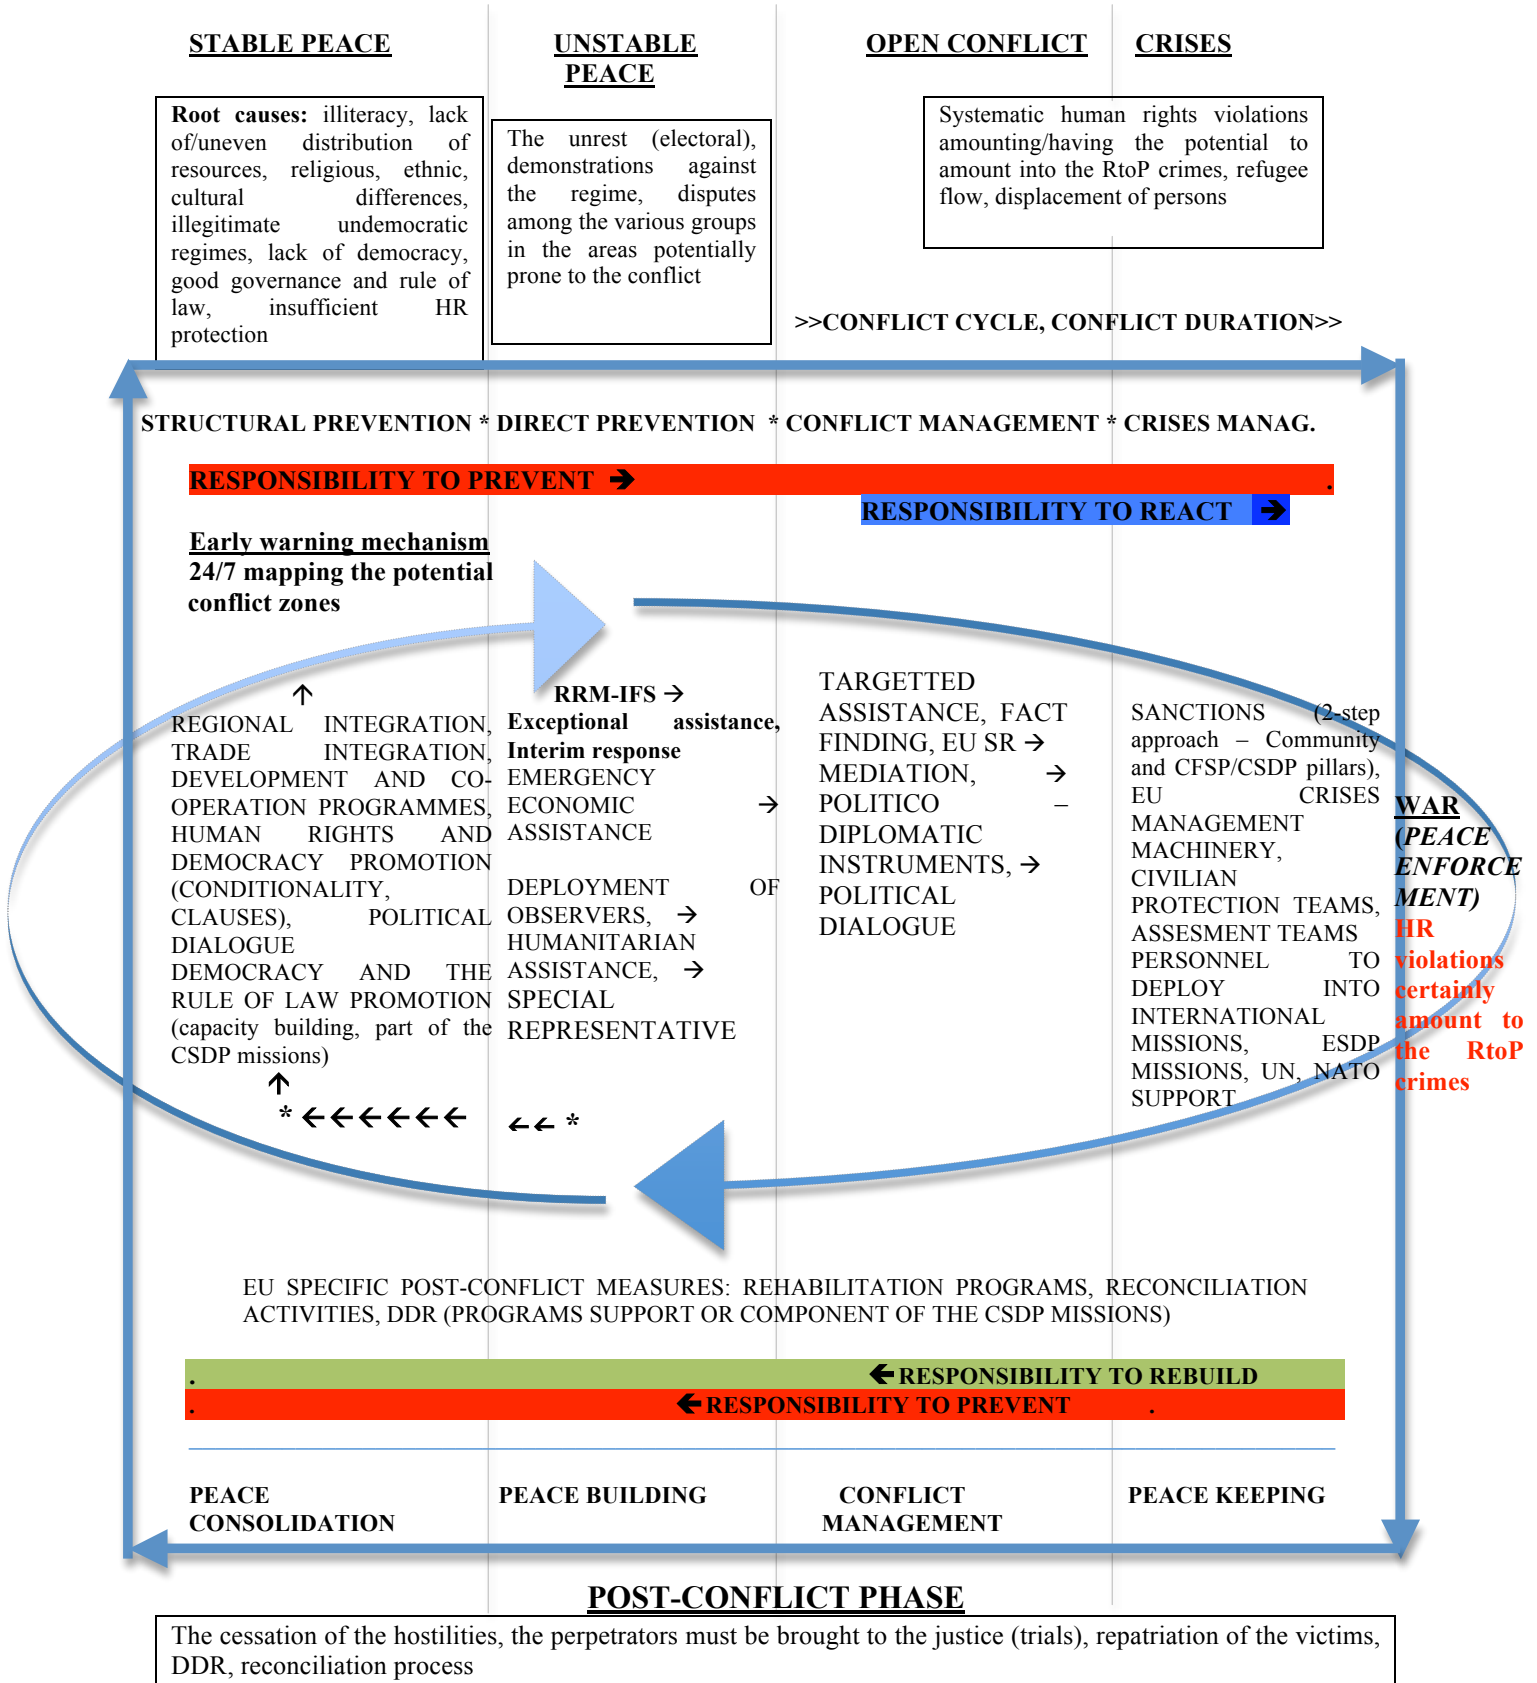 STABLE PEACE
UNSTABLE
PEACE
OPEN CONFLICT
CRISES
Root causes: illiteracy, lack
of/uneven distribution of
resources, religious, ethnic,
cultural differences,
illegitimate undemocratic
regimes, lack of democracy,
good governance and rule of
law, insufficient HR
protection
The unrest (electoral),
demonstrations against
the regime, disputes
among the various groups
in the areas potentially
prone to the conflict
Systematic human rights violations
amounting/having the potential to
amount into the RtoP crimes, refugee
flow, displacement of persons
>>CONFLICT CYCLE, CONFLICT DURATION>>
STRUCTURAL PREVENTION * DIRECT PREVENTION * CONFLICT MANAGEMENT * CRISES MANAG.
RESPONSIBILITY TO PREVENT → .
RESPONSIBILITY TO REACT →
Early warning mechanism
24/7 mapping the potential
conflict zones
↑
REGIONAL INTEGRATION,
TRADE INTEGRATION,
DEVELOPMENT AND CO-
OPERATION PROGRAMMES,
HUMAN RIGHTS AND
DEMOCRACY PROMOTION
(CONDITIONALITY,
CLAUSES), POLITICAL
DIALOGUE
DEMOCRACY AND THE
RULE OF LAW PROMOTION
(capacity building, part of the
CSDP missions)
↑
* ← ← ← ← ← ←
RRM-IFS →
Exceptional assistance,
Interim response
EMERGENCY
ECONOMIC →
ASSISTANCE
DEPLOYMENT OF
OBSERVERS, →
HUMANITARIAN
ASSISTANCE, →
SPECIAL
REPRESENTATIVE
← ← *
TARGETTED
ASSISTANCE, FACT
FINDING, EU SR →
MEDIATION, →
POLITICO –
DIPLOMATIC
INSTRUMENTS, →
POLITICAL
DIALOGUE
SANCTIONS (2-step
approach – Community
and CFSP/CSDP pillars),
EU CRISES
MANAGEMENT
MACHINERY,
CIVILIAN
PROTECTION TEAMS,
ASSESMENT TEAMS
PERSONNEL TO
DEPLOY INTO
INTERNATIONAL
MISSIONS, ESDP
MISSIONS, UN, NATO
SUPPORT
WAR
(PEACE
ENFORCE
MENT)
HR
violations
certainly
amount to
the RtoP
crimes
EU SPECIFIC POST-CONFLICT MEASURES: REHABILITATION PROGRAMS, RECONCILIATION
ACTIVITIES, DDR (PROGRAMS SUPPORT OR COMPONENT OF THE CSDP MISSIONS)
. ← RESPONSIBILITY TO REBUILD
. ← RESPONSIBILITY TO PREVENT .
PEACE
CONSOLIDATION
PEACE BUILDING
CONFLICT
MANAGEMENT
PEACE KEEPING
POST-CONFLICT PHASE
The cessation of the hostilities, the perpetrators must be brought to the justice (trials), repatriation of the victims,
DDR, reconciliation process